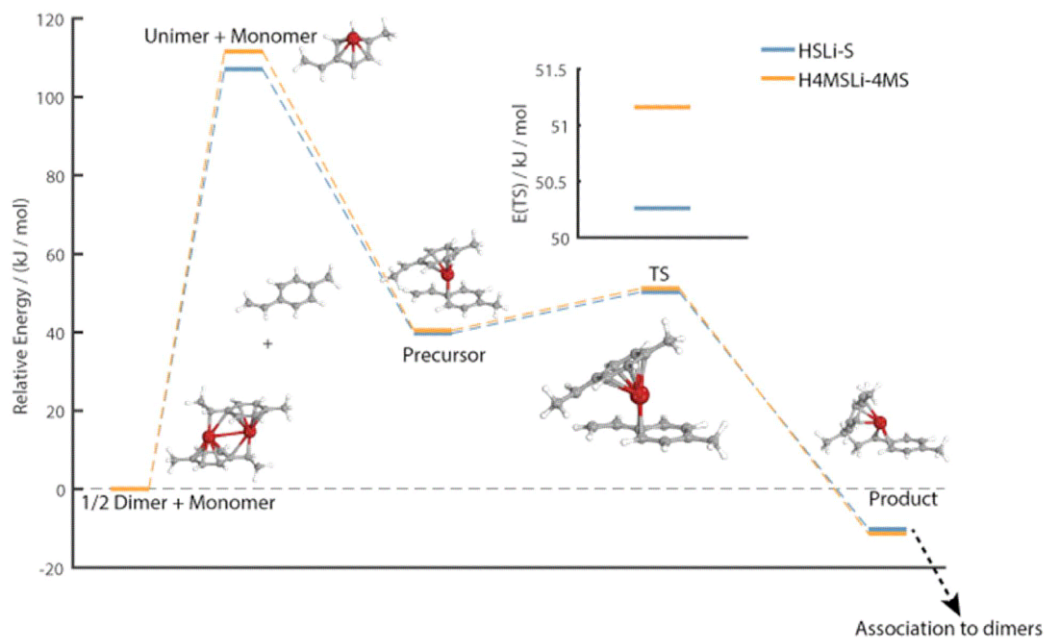 120
100
80
60
40
20
0
-20
Relative Energy / (kJ / mol)
Unimer + Monomer
+
1/2 Dimer + Monomer
Precursor
TS
Product
Association to dimers
51.5
51
50.5
50
E(TS) / kJ / mol
HSLi-S
H4MSLi-4MS